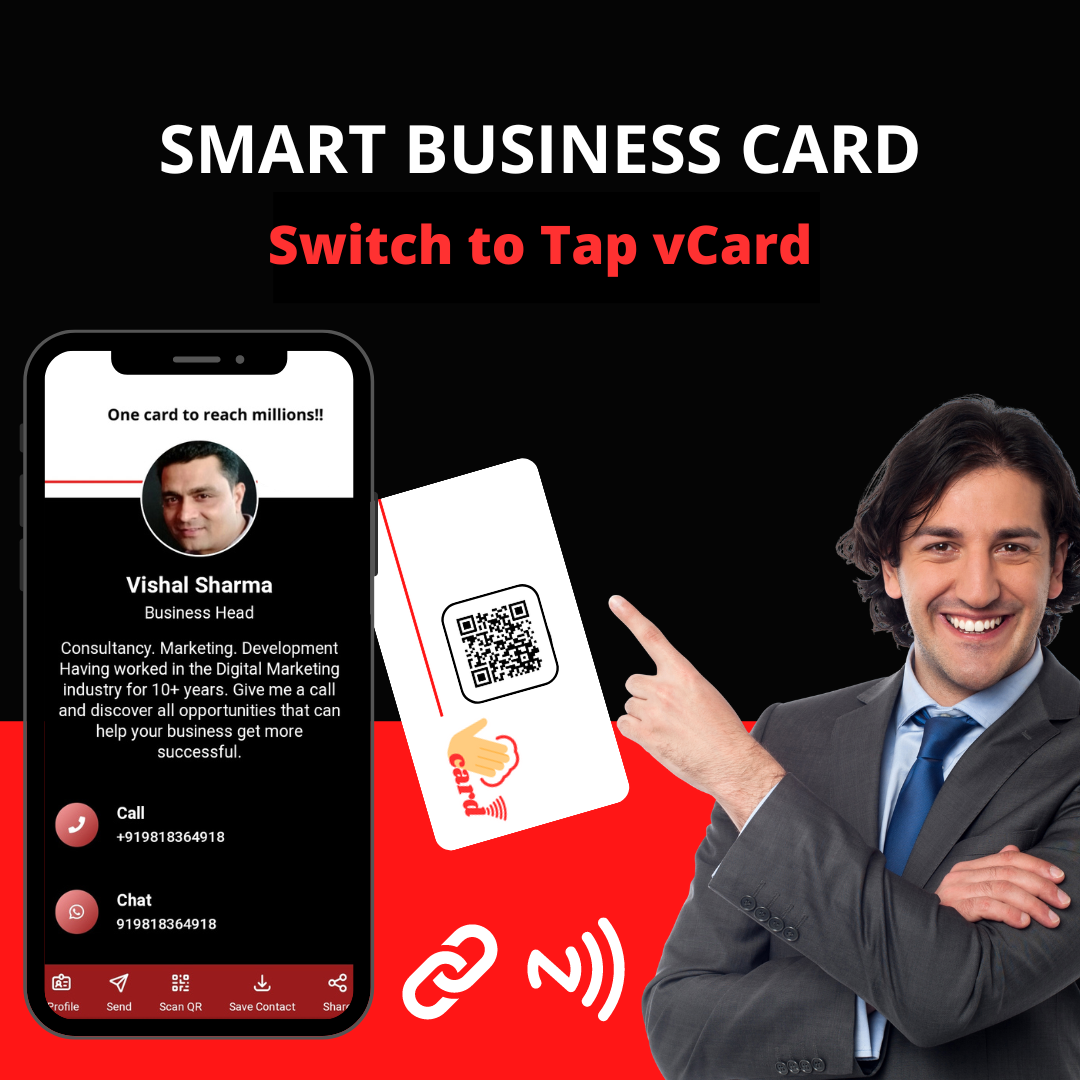 SMART BUSINESS CARD
Switch to Tap vCard
One card to reach millions!!
Vishal Sharma
Business Head
Consultancy. Marketing. Development
Having worked in the Digital Marketing
industry for 10+ years. Give me a call
and discover all opportunities that can
help your business get more
successful.
Call
+919818364918
Chat
919818364918
Profile
Send
Scan QR
Save Contact
Share
card